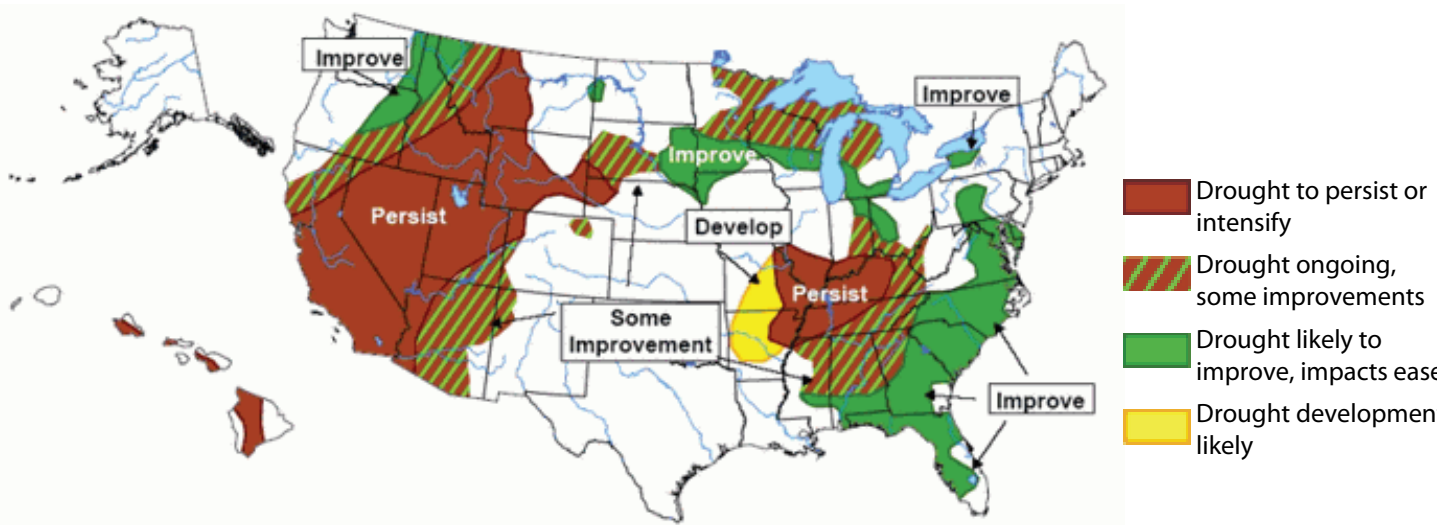 Improve
Improve
Improve
Persist
Develop
Persist
Some
Improvement
Improve
Drought to persist or
intensify
Drought ongoing,
some improvements
Drought likely to
improve, impacts ease
Drought developmen
likely